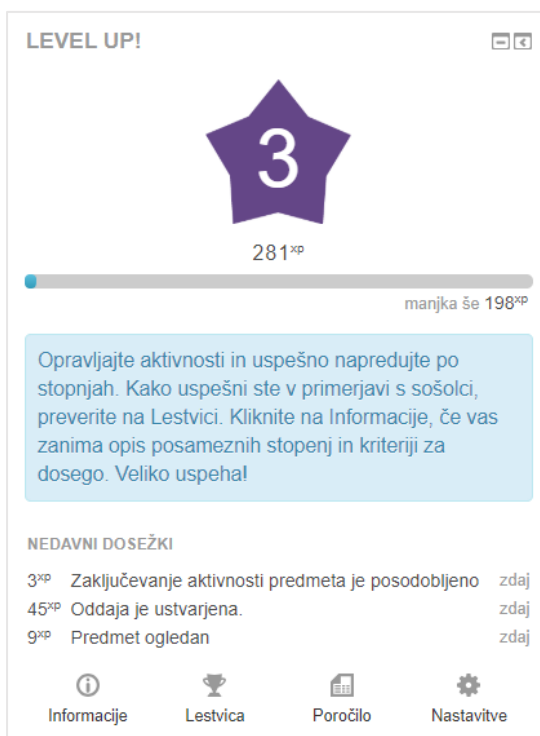 LEVEL UP!
3
281xp
manjka še 198xp
Opravljajte aktivnosti in uspešno napredujte po
stopnjah. Kako uspešni ste v primerjavi s sošolci,
preverite na Lestvici. Kliknite na Informacije, če vas
zanima opis posameznih stopenj in kriteriji za
dosego. Veliko uspeha!
NEDAVNI DOSEŽKI
3xp Zaključevanje aktivnosti predmeta je posodobljeno zdaj
45xp Oddaja je ustvarjena. zdaj
9xp Predmet ogledan zdaj
Informacije Lestvica Poročilo Nastavitve